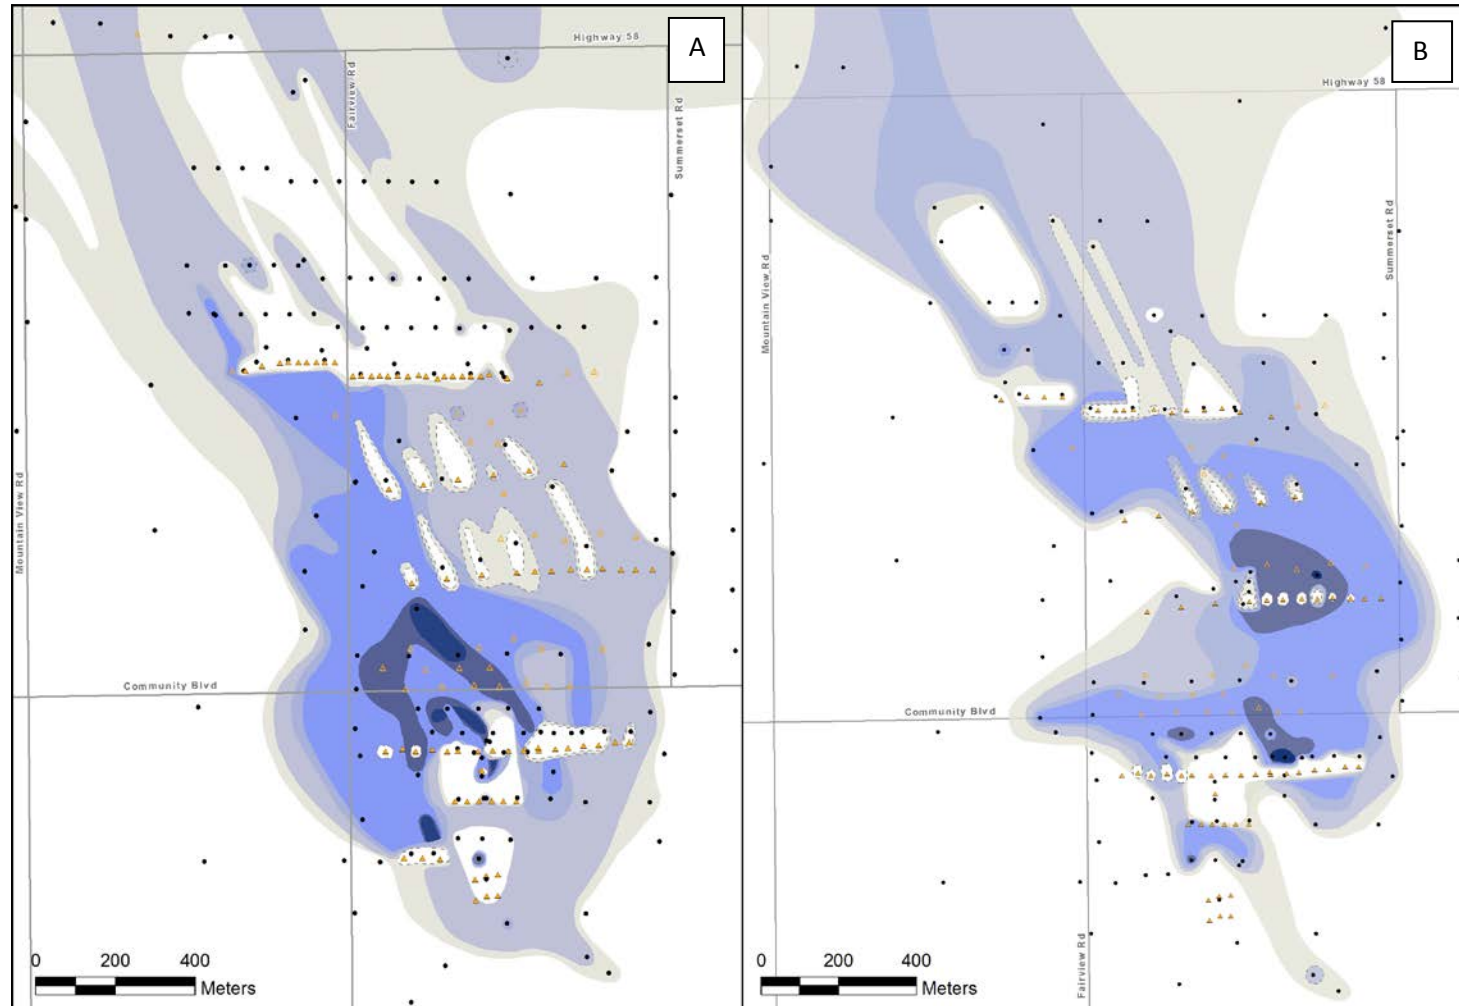 A
Highway 58
Fairview Rd
Summerset Rd
Mountain View Rd
Community Blvd
0 200 400
Meters
B
Highway 58
Mountain View Rd
Summerset Rd
Community Blvd
Fairview Rd
0 200 400
Meters